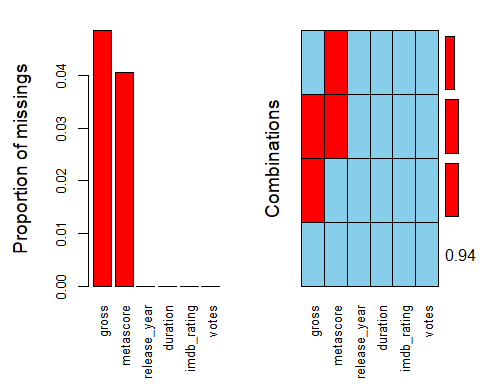 Proportion of missings
0.04
0.03
0.02
0.01
0.00
gross
metascore
release_year
duration
imdb_rating
votes
Combinations
0.94
gross
metascore
release_year
duration
imdb_rating
votes